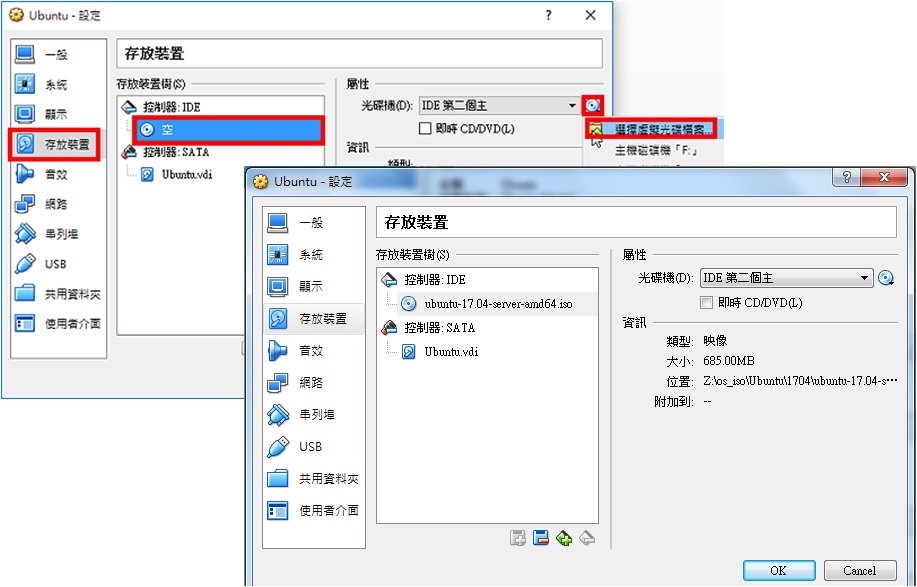 Ubuntu - 設定
一般
系統
顯示
存放裝置
音效
網路
串列埠
USB
共用資料夾
使用者介面
存放裝置
存放裝置樹(S)
控制器: IDE
空
控制器: SATA
Ubuntu.vdi
屬性
光碟機(D): IDE 第二個主
即時 CD/DVD(L)
資訊
類型:
選擇虛擬光碟檔案...
主機磁碟機「F:」
Ubuntu - 設定
一般
系統
顯示
存放裝置
音效
網路
串列埠
USB
共用資料夾
使用者介面
存放裝置
存放裝置樹(S)
控制器: IDE
ubuntu-17.04-server-amd64.iso
控制器: SATA
Ubuntu.vdi
屬性
光碟機(D): IDE 第二個主
即時 CD/DVD(L)
資訊
類型: 映像
大小: 685.00MB
位置: Z:\os_iso\Ubuntu\1704\ubuntu-17.04-s···
附加到: --
OK
Cancel